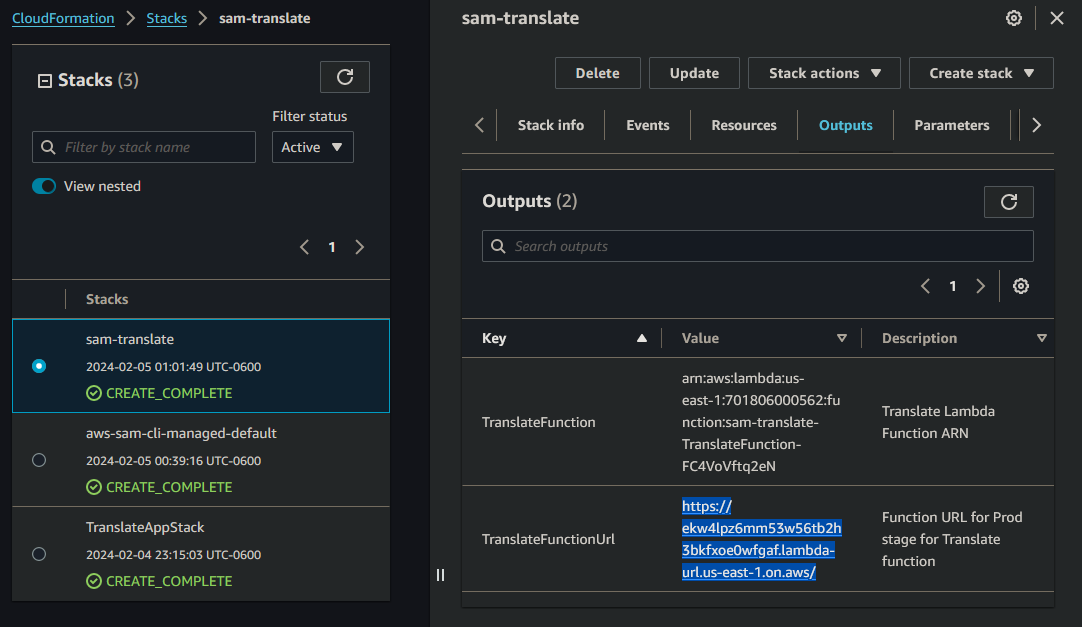 CloudFormation > Stacks > sam-translate
Stacks (3)
Filter status
Filter by stack name
Active
View nested
1
Stacks
sam-translate
2024-02-05 01:01:49 UTC-0600
CREATE_COMPLETE
aws-sam-cli-managed-default
2024-02-05 00:39:16 UTC-0600
CREATE_COMPLETE
TranslateAppStack
2024-02-04 23:15:03 UTC-0600
CREATE_COMPLETE
sam-translate
Delete Update Stack actions Create stack
Stack info Events Resources Outputs Parameters
Outputs (2)
Search outputs
1
Key Value Description
TranslateFunction
arn:aws:lambda:us-
east-1:701806000562:fu
nction:sam-translate-
TranslateFunction-
FC4VoVftq2eN
Translate Lambda
Function ARN
TranslateFunctionUrl
https://
ekw4lpz6mm53w56tb2h
3bkfxoe0wfgaf.lambda-
url.us-east-1.on.aws/
Function URL for Prod
stage for Translate
function